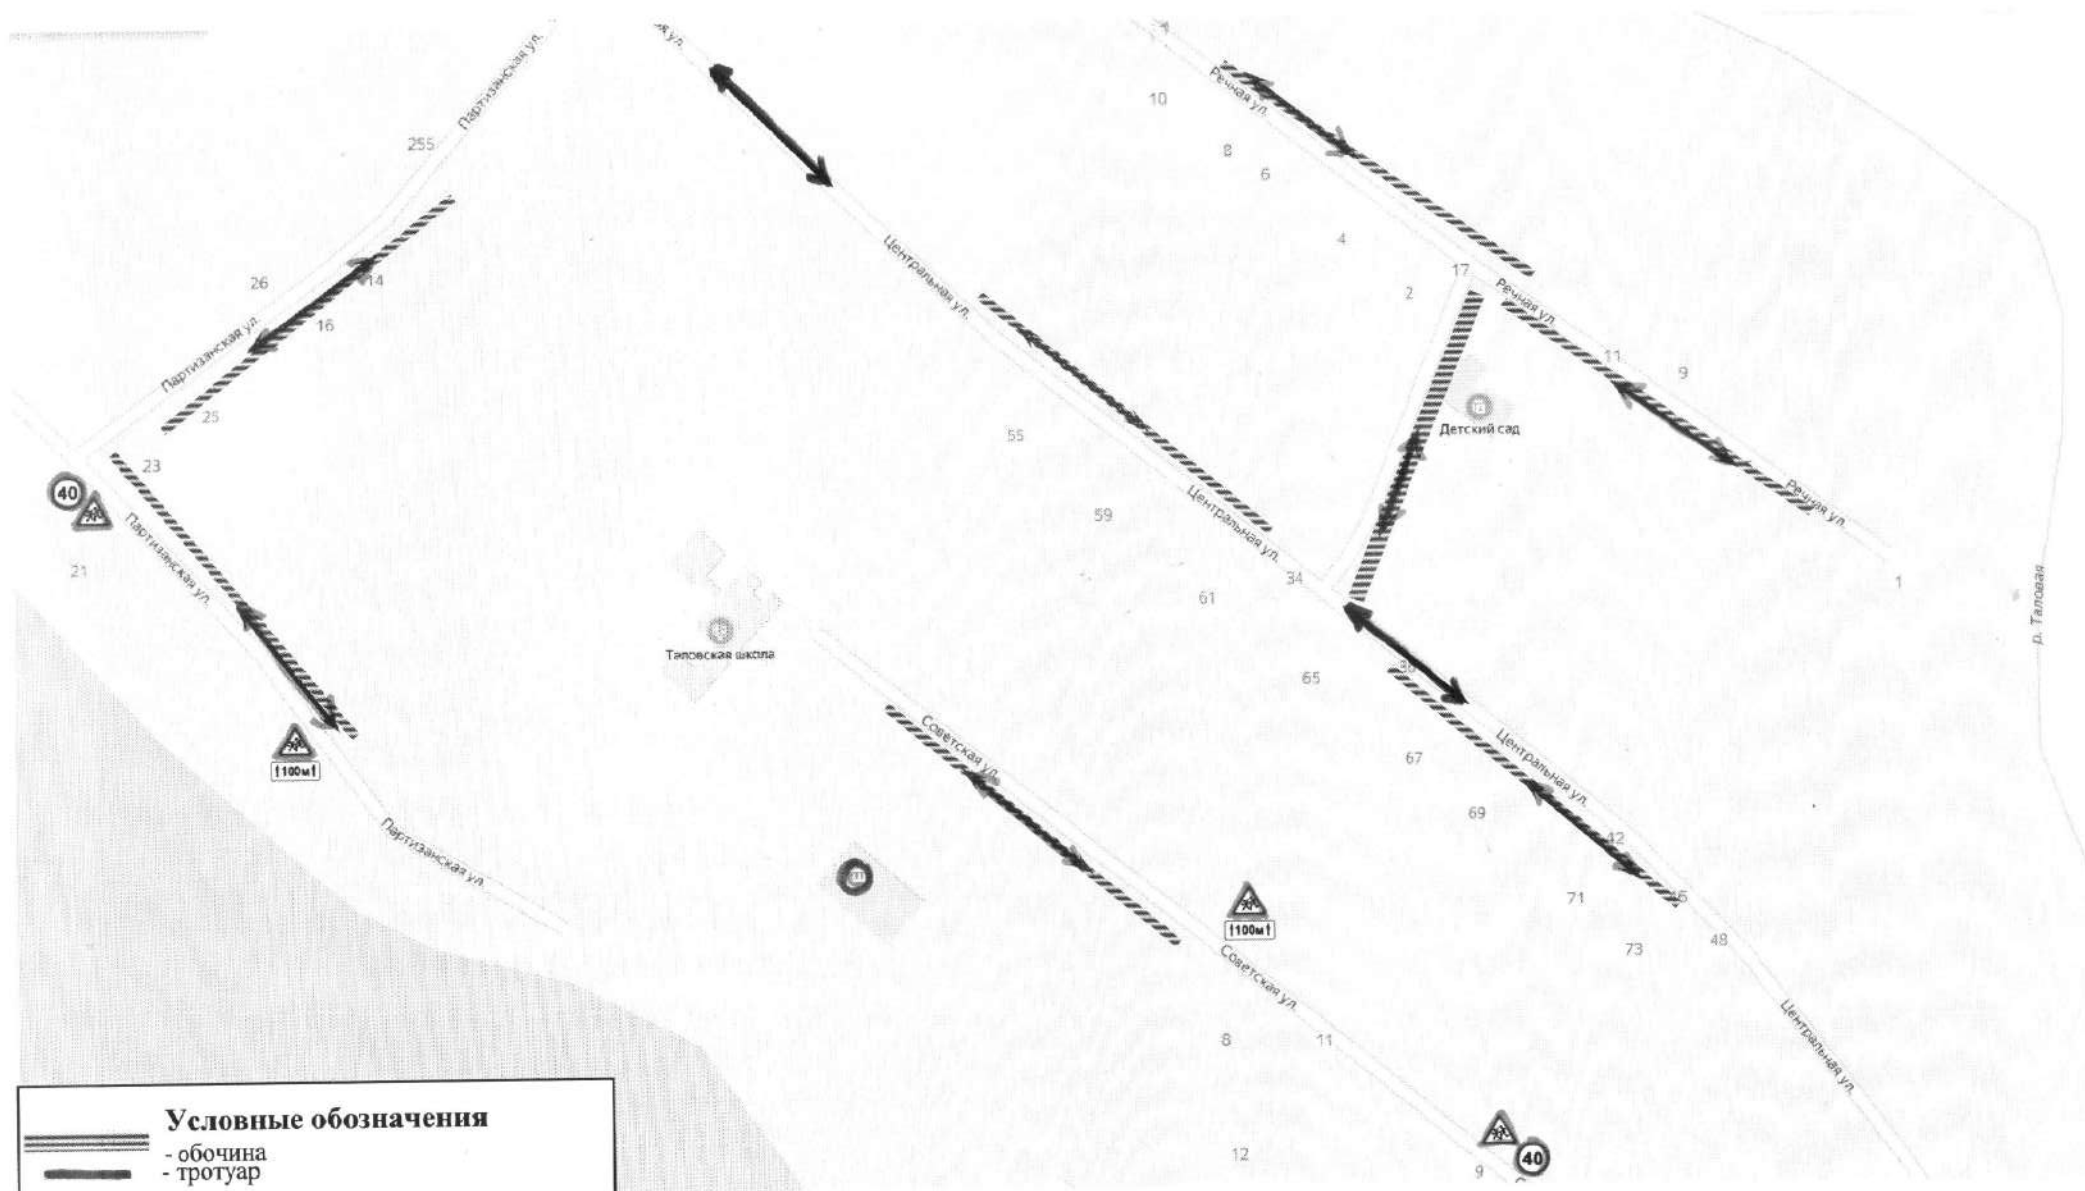 Партизанская ул.
10
Речная ул.
255
8
6
4
Центральная ул.
17
2
Речная ул.
26
14
16
Партизанская ул.
11
9
25
Детский сад
55
23
40
Центральная ул.
59
Речная ул.
Партизанская ул.
21
34
1
61
р. Таловая
Таловская школа
65
Советская ул.
67
Центральная ул.
100м
69
42
Партизанская ул.
71
48
100м
73
Советская ул.
Центральная ул.
8
11
Условные обозначения
- обочина
- тротуар
12
9
40